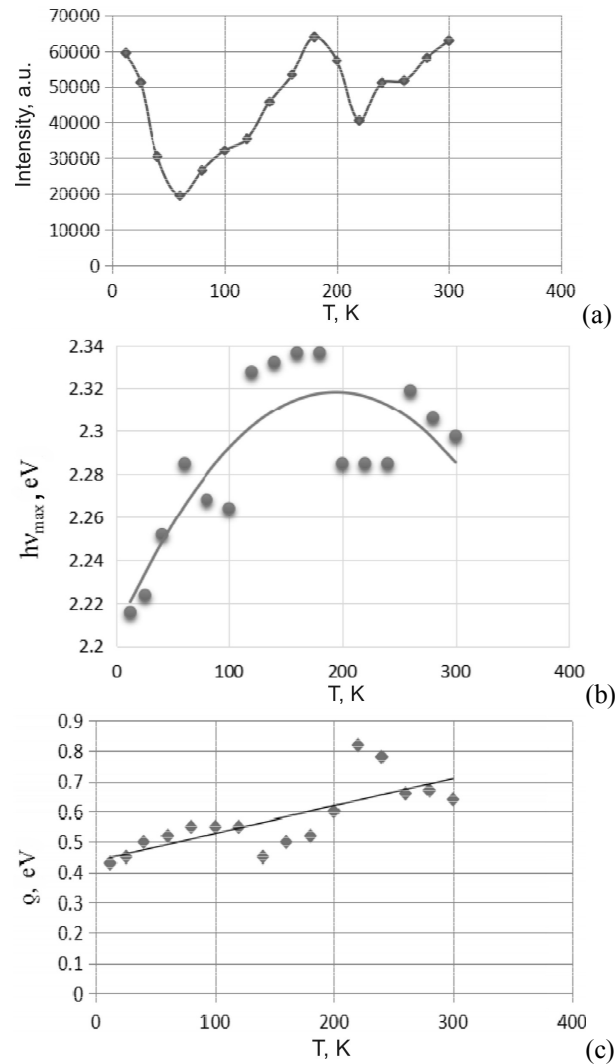 70000
60000
50000
40000
30000
20000
10000
0
Intensity, a.u.
0 100 200 300 400
T, K
(a)
2.34
2.32
2.3
2.28
2.26
2.24
2.22
2.2
hνmax, eV
0 100 200 300 400
T, K
(b)
0.9
0.8
0.7
0.6
0.5
0.4
0.3
0.2
0.1
0
ϱ, eV
0 100 200 300 400
T, K
(c)